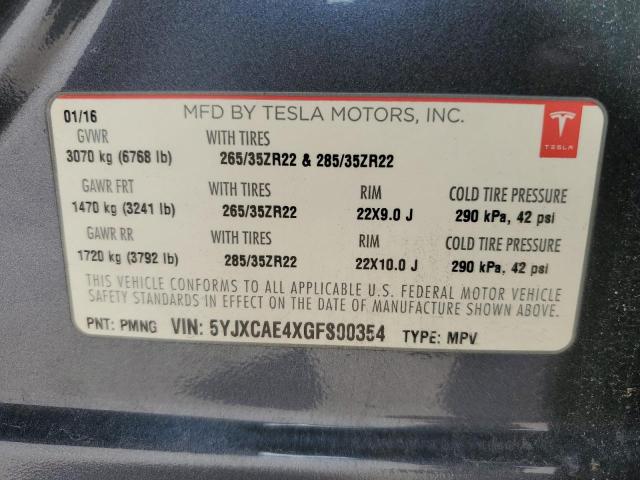 01/16 MFD BY TESLA MOTORS, INC.
TESLA
GVWR WITH TIRES
3070 kg (6768 lb) 265/35ZR22 & 285/35ZR22
GAWR FRT WITH TIRES RIM COLD TIRE PRESSURE
1470 kg (3241 lb) 265/35ZR22 22X9.0 J 290 kPa, 42 psi
GAWR RR WITH TIRES RIM COLD TIRE PRESSURE
1720 kg (3792 lb) 285/35ZR22 22X10.0 J 290 kPa, 42 psi
THIS VEHICLE CONFORMS TO ALL APPLICABLE U.S. FEDERAL MOTOR VEHICLE
SAFETY STANDARDS IN EFFECT ON THE DATE OF MANUFACTURE SHOWN ABOVE.
PNT: PMNG VIN: 5YJXCAE4XGFS00354 TYPE: MPV